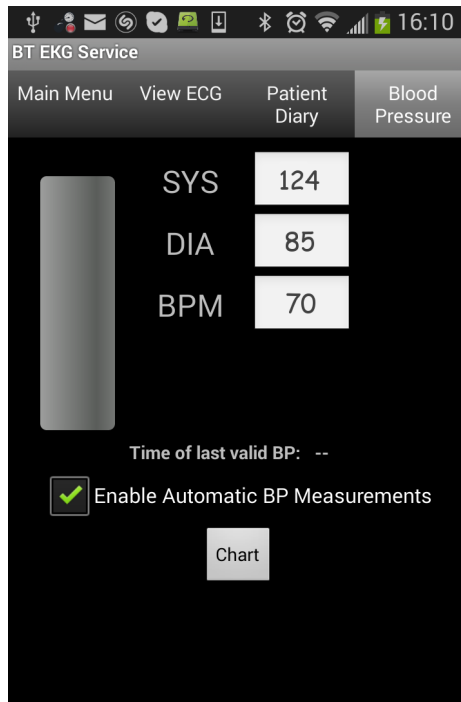 16:10
BT EKG Service
Main Menu View ECG Patient Diary Blood Pressure
SYS 124
DIA 85
BPM 70
Time of last valid BP: --
Enable Automatic BP Measurements
Chart